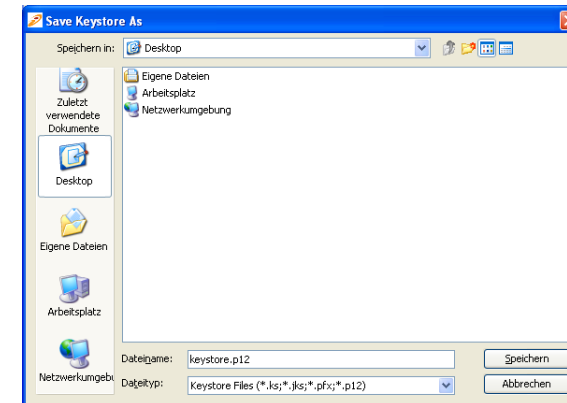 Save Keystore As
Speichern in:
Desktop
Zuletzt
verwendete
Dokumente
Desktop
Eigene Dateien
Arbeitsplatz
Netzwerkumgebu
Eigene Dateien
Arbeitsplatz
Netzwerkumgebung
Dateiname:
keystore.p12
Speichern
Dateityp:
Keystore Files (*.ks;*.jks;*.pfx;*.p12)
Abbrechen